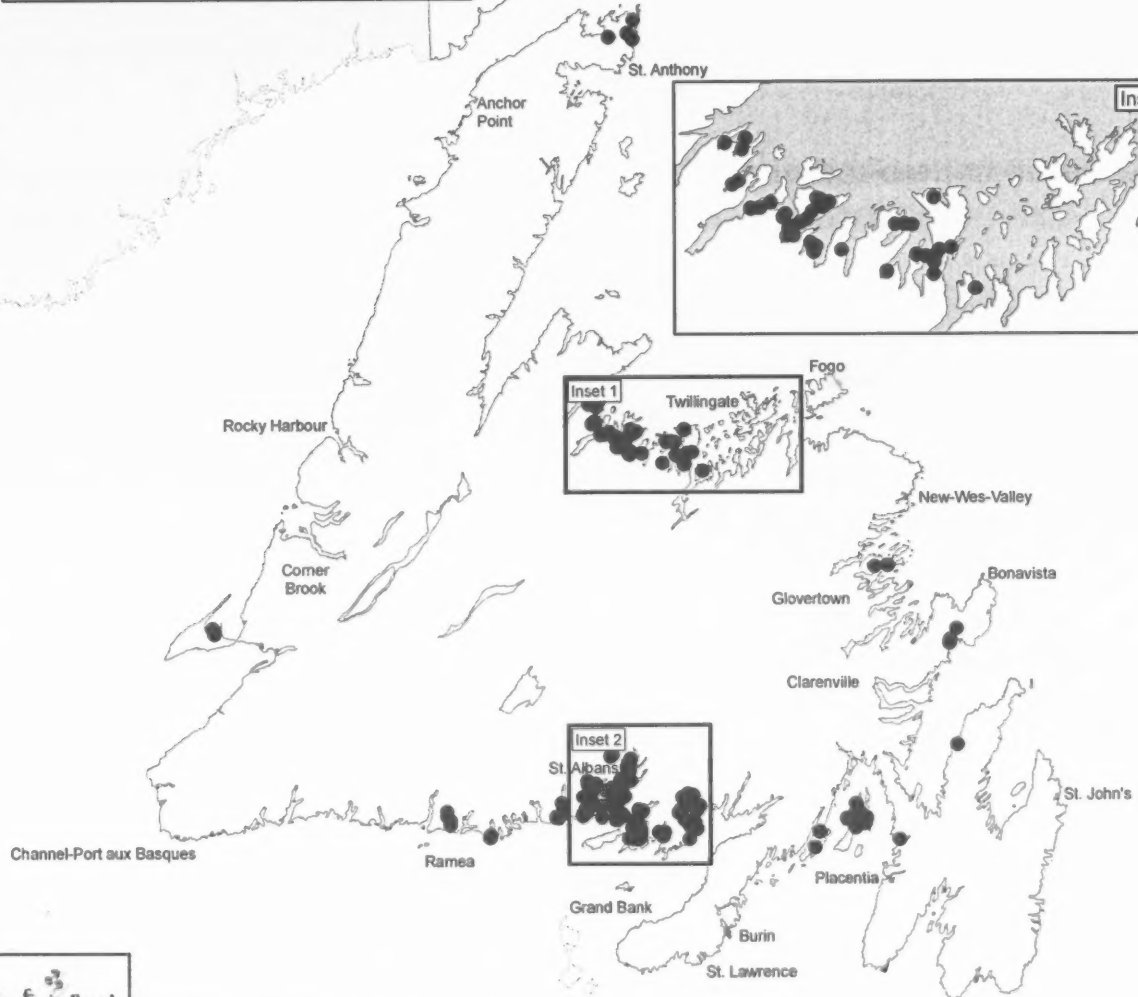 St. Anthony
Anchor
Point
Ins
Fogo
Inset 1
Twillingate
Rocky Harbour
New-Wes-Valley
Corner
Brook
Bonavista
Glovertown
Clarenville
Inset 2
St. Albans
St. John's
Channel-Port aux Basques
Ramea
Placentia
Grand Bank
Burin
St. Lawrence